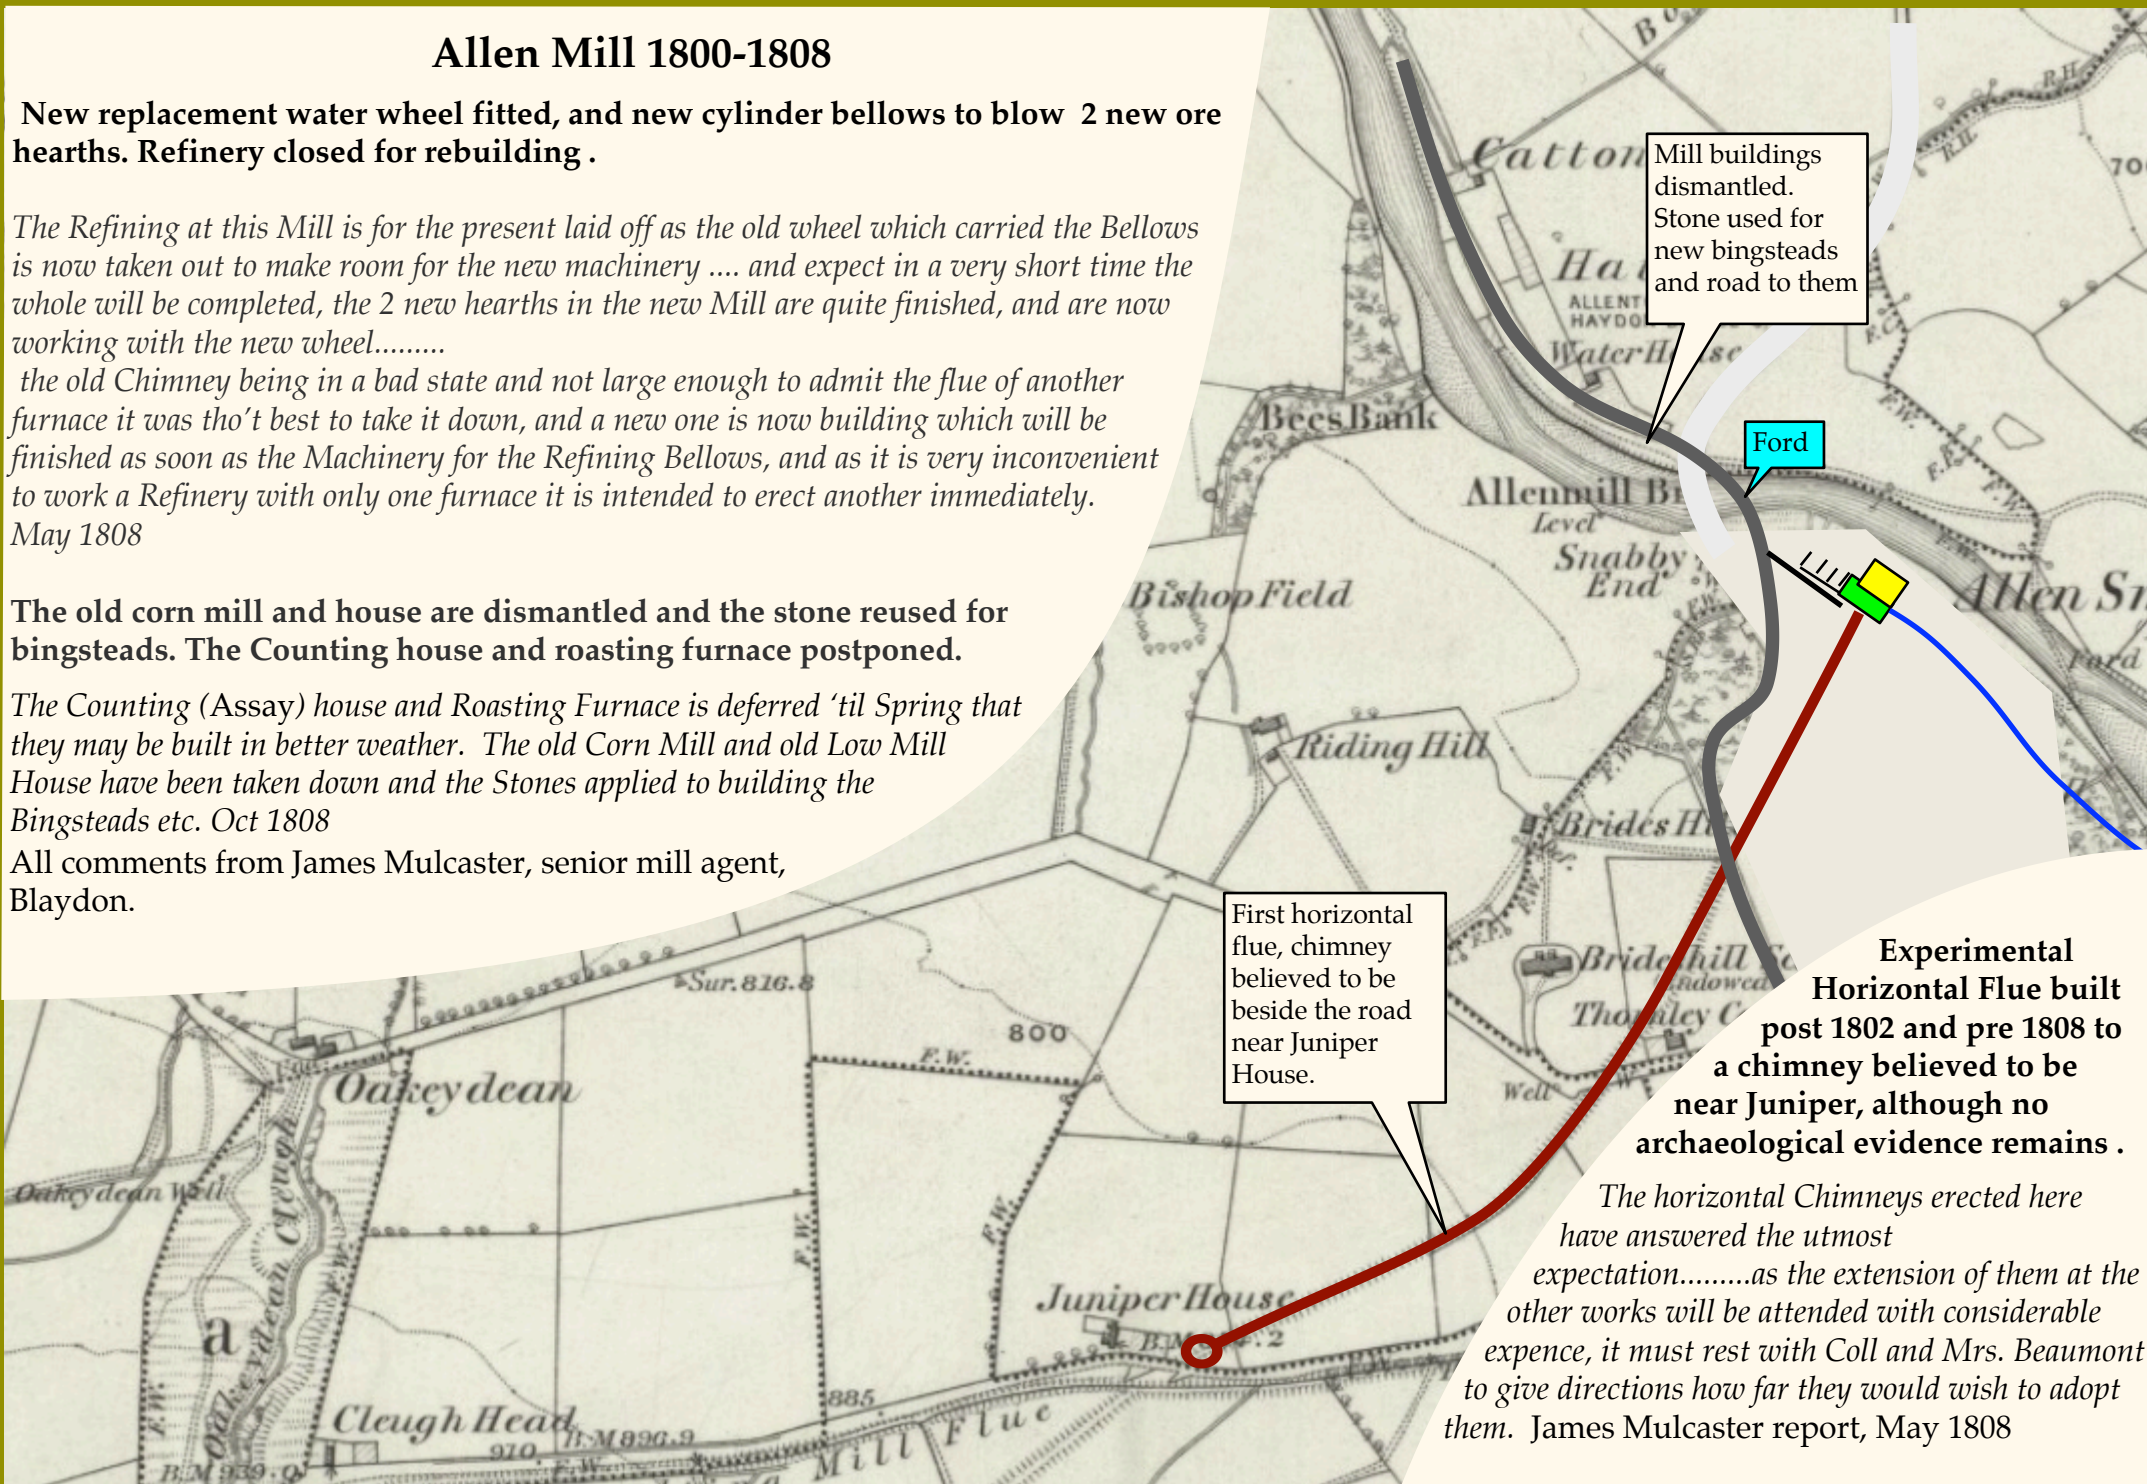 Allen Mill 1800-1808
New replacement water wheel fitted, and new cylinder bellows to blow 2 new ore
hearths. Refinery closed for rebuilding .
The Refining at this Mill is for the present laid off as the old wheel which carried the Bellows
is now taken out to make room for the new machinery .... and expect in a very short time the
whole will be completed, the 2 new hearths in the new Mill are quite finished, and are now
working with the new wheel.........
the old Chimney being in a bad state and not large enough to admit the flue of another
furnace it was tho't best to take it down, and a new one is now building which will be
finished as soon as the Machinery for the Refining Bellows, and as it is very inconvenient
to work a Refinery with only one furnace it is intended to erect another immediately.
May 1808
The old corn mill and house are dismantled and the stone reused for
bingsteads. The Counting house and roasting furnace postponed.
The Counting (Assay) house and Roasting Furnace is deferred 'til Spring that
they may be built in better weather. The old Corn Mill and old Low Mill
House have been taken down and the Stones applied to building the
Bingsteads etc. Oct 1808
All comments from James Mulcaster, senior mill agent,
Blaydon.
Mill buildings
dismantled.
Stone used for
new bingsteads
and road to them
Ford
First horizontal
flue, chimney
believed to be
beside the road
near Juniper
House.
Experimental
Horizontal Flue built
post 1802 and pre 1808 to
a chimney believed to be
near Juniper, although no
archaeological evidence remains .
The horizontal Chimneys erected here
have answered the utmost
expectation.........as the extension of them at the
other works will be attended with considerable
expence, it must rest with Coll and Mrs. Beaumont
to give directions how far they would wish to adopt
them. James Mulcaster report, May 1808
Catton
R.H.
R.H.
F.C.
Water House
Bees Bank
F.W.
F.P.
F.W.
Allenmill
Level
Snabby
End
F.W.
Allen
Ford
Bishop Field
Riding Hill
F.W.
Brides
F.W.
F.P.
Bridehill
Endowed
Thornley
Well
W
Sur. 816.8
800
F.W.
Oakeydean
Oakeydean Well
Oakeydean Cleugh
F.W.
F.W.
F.W.
a
Juniper House
885
Mill Flue
Cleugh Head
910
B.M 896.9
F.W.
F.W.
B.M 939.0